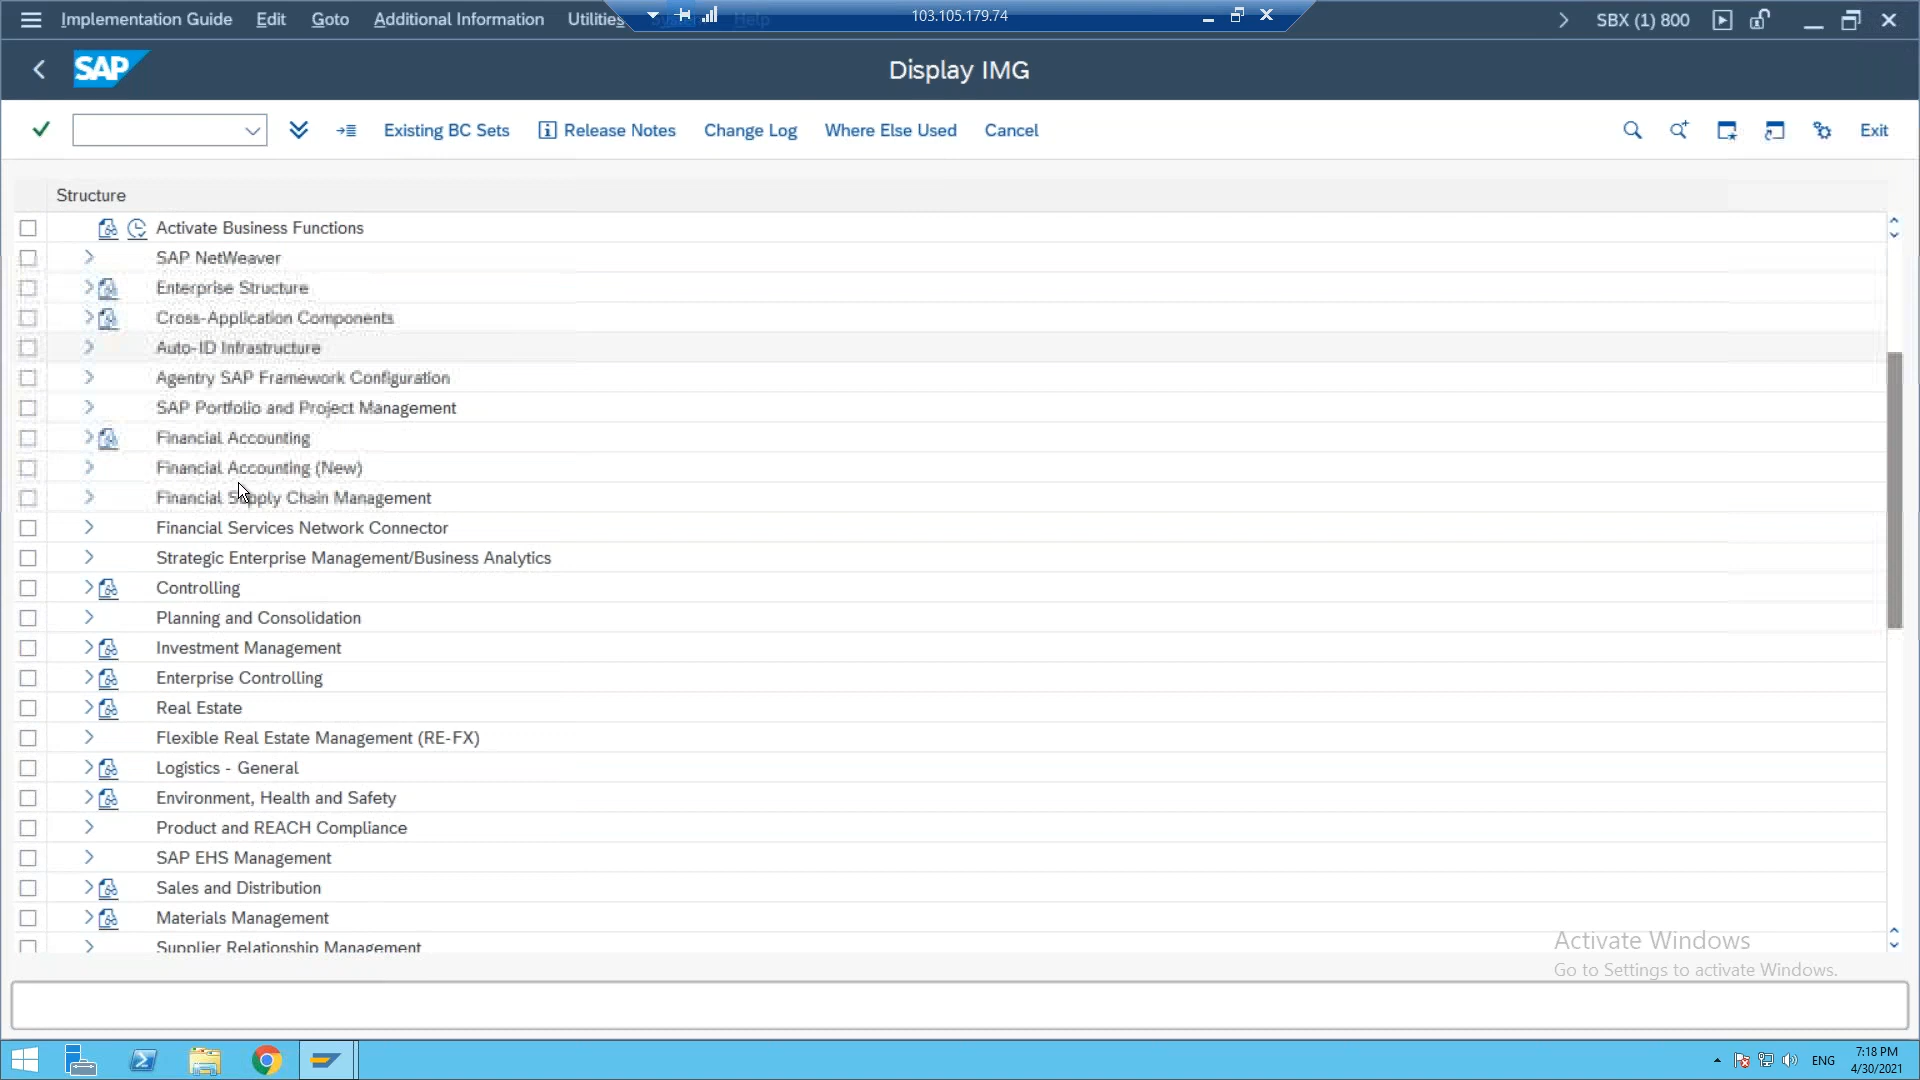 Implementation Guide Edit Goto Additional Information Utilities System Help 103.105.179.74 SBX (1) 800
SAP Display IMG
Existing BC Sets Release Notes Change Log Where Else Used Cancel Exit
Structure
Activate Business Functions
SAP NetWeaver
Enterprise Structure
Cross-Application Components
Auto-ID Infrastructure
Agentry SAP Framework Configuration
SAP Portfolio and Project Management
Financial Accounting
Financial Accounting (New)
Financial Supply Chain Management
Financial Services Network Connector
Strategic Enterprise Management/Business Analytics
Controlling
Planning and Consolidation
Investment Management
Enterprise Controlling
Real Estate
Flexible Real Estate Management (RE-FX)
Logistics - General
Environment, Health and Safety
Product and REACH Compliance
SAP EHS Management
Sales and Distribution
Materials Management
Supplier Relationship Management
Activate Windows
Go to Settings to activate Windows.
ENG 7:18 PM
4/30/2021